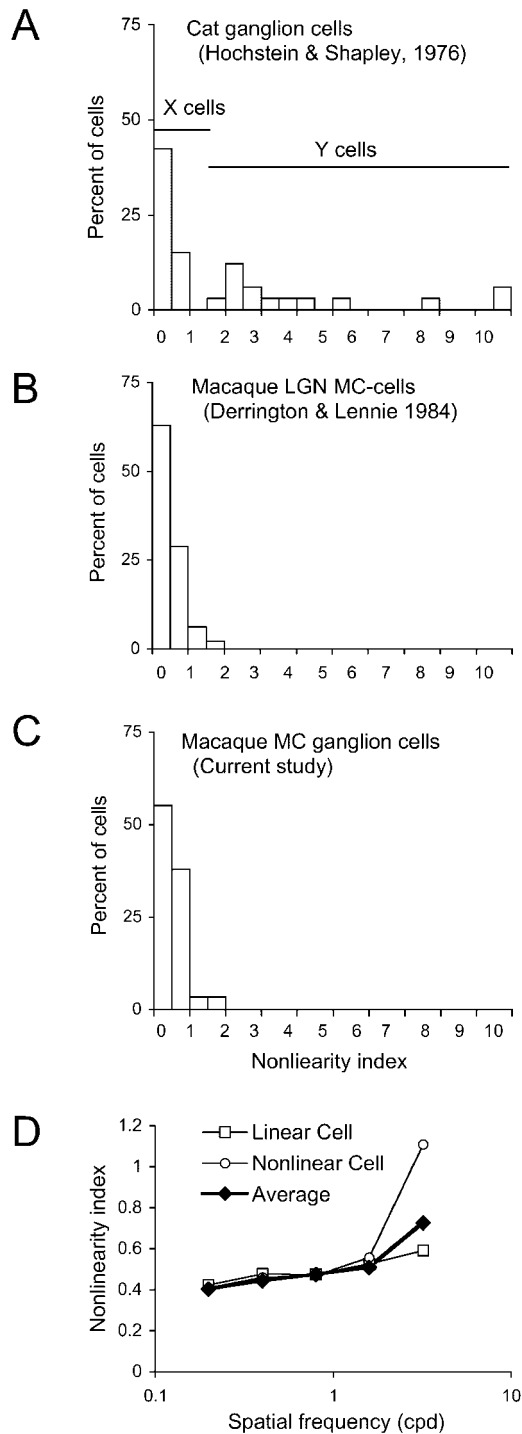 A
Cat ganglion cells
(Hochstein & Shapley, 1976)
X cells
Y cells
Percent of cells
75
50
25
0
0 1 2 3 4 5 6 7 8 9 10
B
Macaque LGN MC-cells
(Derrington & Lennie 1984)
Percent of cells
75
50
25
0
0 1 2 3 4 5 6 7 8 9 10
C
Macaque MC ganglion cells
(Current study)
Percent of cells
75
50
25
0
0 1 2 3 4 5 6 7 8 9 10
Nonliearity index
D
Linear Cell
Nonlinear Cell
Average
Nonlinearity index
1.2
1
0.8
0.6
0.4
0.2
0
0.1 1 10
Spatial frequency (cpd)